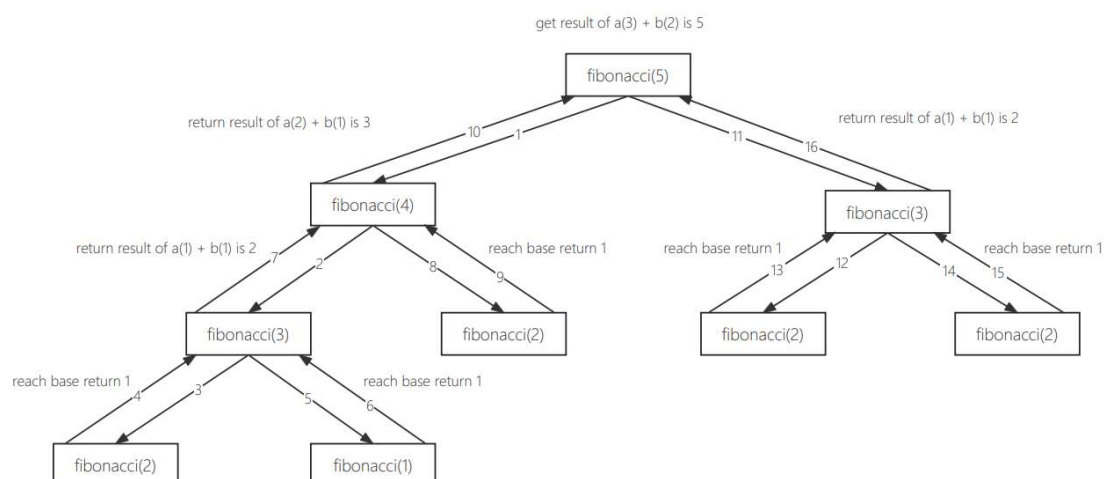 get result of a(3) + b(2) is 5
fibonacci(5)
return result of a(2) + b(1) is 3
return result of a(1) + b(1) is 2
10
1
11
16
fibonacci(4)
fibonacci(3)
return result of a(1) + b(1) is 2
reach base return 1
reach base return 1
reach base return 1
7
2
8
9
13
12
14
15
fibonacci(3)
fibonacci(2)
fibonacci(2)
fibonacci(2)
reach base return 1
reach base return 1
4
3
5
6
fibonacci(2)
fibonacci(1)